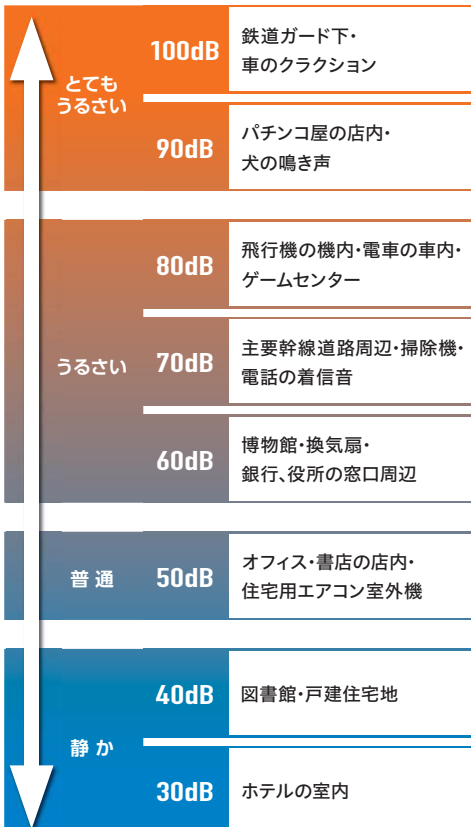 とても
うるさい
100dB
鉄道ガード下・
車のクラクション
90dB
パチンコ屋の店内・
犬の鳴き声
うるさい
80dB
飛行機の機内・電車の車内・
ゲームセンター
70dB
主要幹線道路周辺・掃除機・
電話の着信音
60dB
博物館・換気扇・
銀行、役所の窓口周辺
普通
50dB
オフィス・書店の店内・
住宅用エアコン室外機
静か
40dB
図書館・戸建住宅地
30dB
ホテルの室内